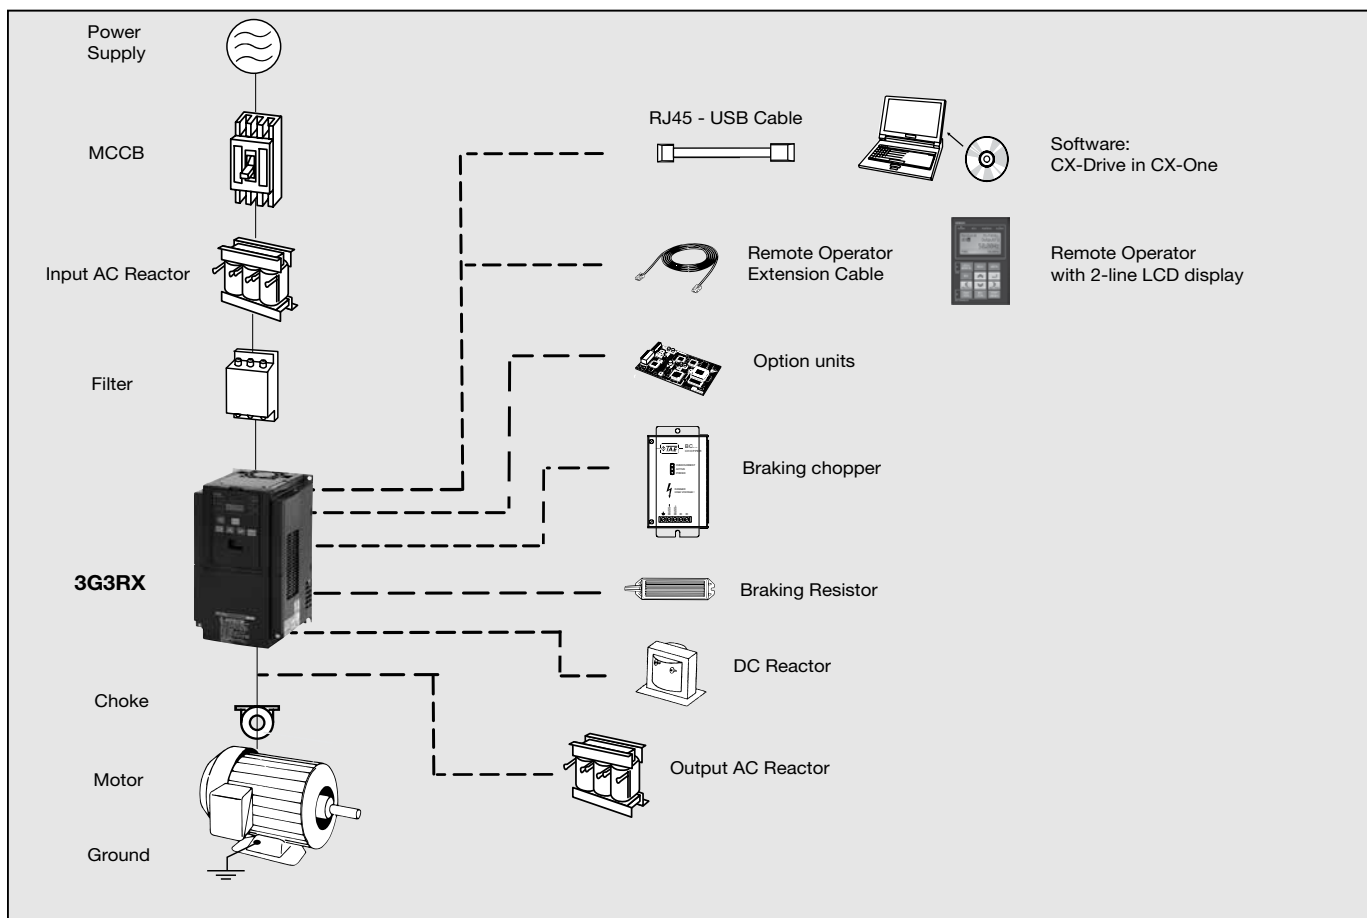 Power
Supply
MCCB
Input AC Reactor
Filter
3G3RX
Choke
Motor
Ground
RJ45 - USB Cable
Software:
CX-Drive in CX-One
Remote Operator
Extension Cable
Remote Operator
with 2-line LCD display
Option units
Braking chopper
Braking Resistor
DC Reactor
Output AC Reactor